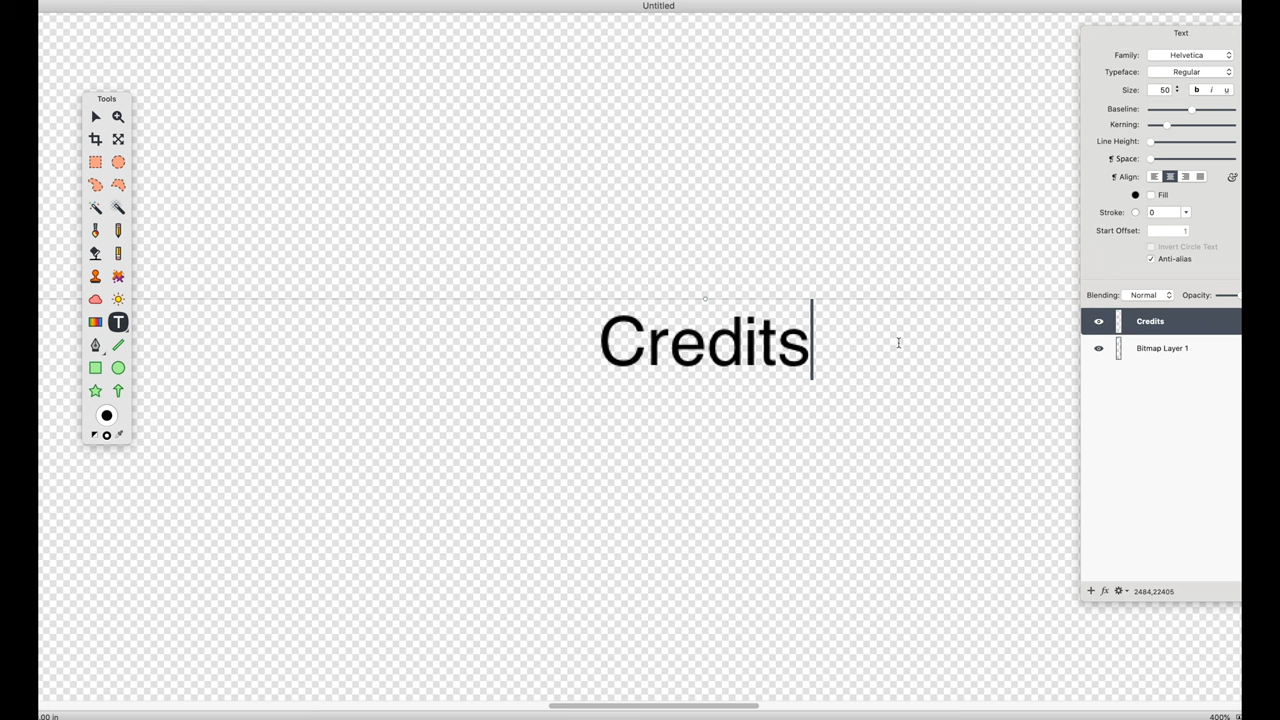 Untitled
Tools
T
Credits
Text
Family: Helvetica
Typeface: Regular
Size: 50 b i u
Baseline:
Kerning:
Line Height:
¶ Space:
¶ Align:
Fill
Stroke: 0
Start Offset: 1
Invert Circle Text
Anti-alias
Blending: Normal Opacity:
Credits
Bitmap Layer 1
fx 2484,22405
.00 in
400%